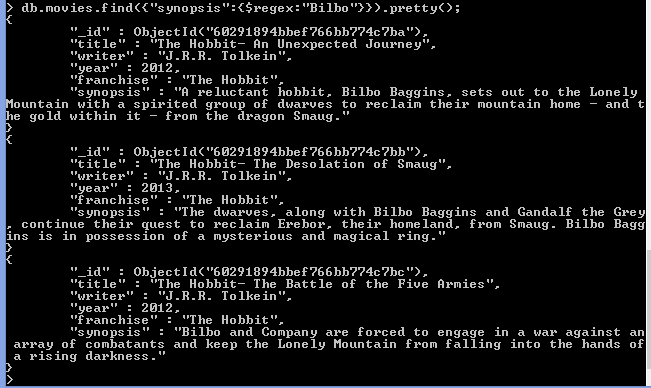 > db.movies.find({"synopsis":{$regex:"Bilbo"}}).pretty();
{
"_id" : ObjectId("60291894bbef766bb774c7ba"),
"title" : "The Hobbit- An Unexpected Journey",
"writer" : "J.R.R. Tolkein",
"year" : 2012,
"franchise" : "The Hobbit",
"synopsis" : "A reluctant hobbit, Bilbo Baggins, sets out to the Lonely
Mountain with a spirited group of dwarves to reclaim their mountain home - and t
he gold within it - from the dragon Smaug."
}
{
"_id" : ObjectId("60291894bbef766bb774c7bb"),
"title" : "The Hobbit- The Desolation of Smaug",
"writer" : "J.R.R. Tolkein",
"year" : 2013,
"franchise" : "The Hobbit",
"synopsis" : "The dwarves, along with Bilbo Baggins and Gandalf the Grey
, continue their quest to reclaim Erebor, their homeland, from Smaug. Bilbo Bagg
ins is in possession of a mysterious and magical ring."
}
{
"_id" : ObjectId("60291894bbef766bb774c7bc"),
"title" : "The Hobbit- The Battle of the Five Armies",
"writer" : "J.R.R. Tolkein",
"year" : 2012,
"franchise" : "The Hobbit",
"synopsis" : "Bilbo and Company are forced to engage in a war against an
array of combatants and keep the Lonely Mountain from falling into the hands of
a rising darkness."
}
>